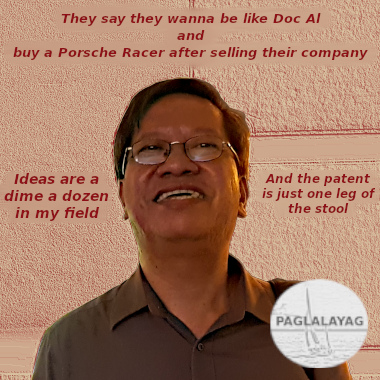 They say they wanna be like Doc Al
and
buy a Porsche Racer after selling their company
Ideas are a
dime a dozen
in my field
And the patent
is just one leg of
the stool
PAGLALAYAG